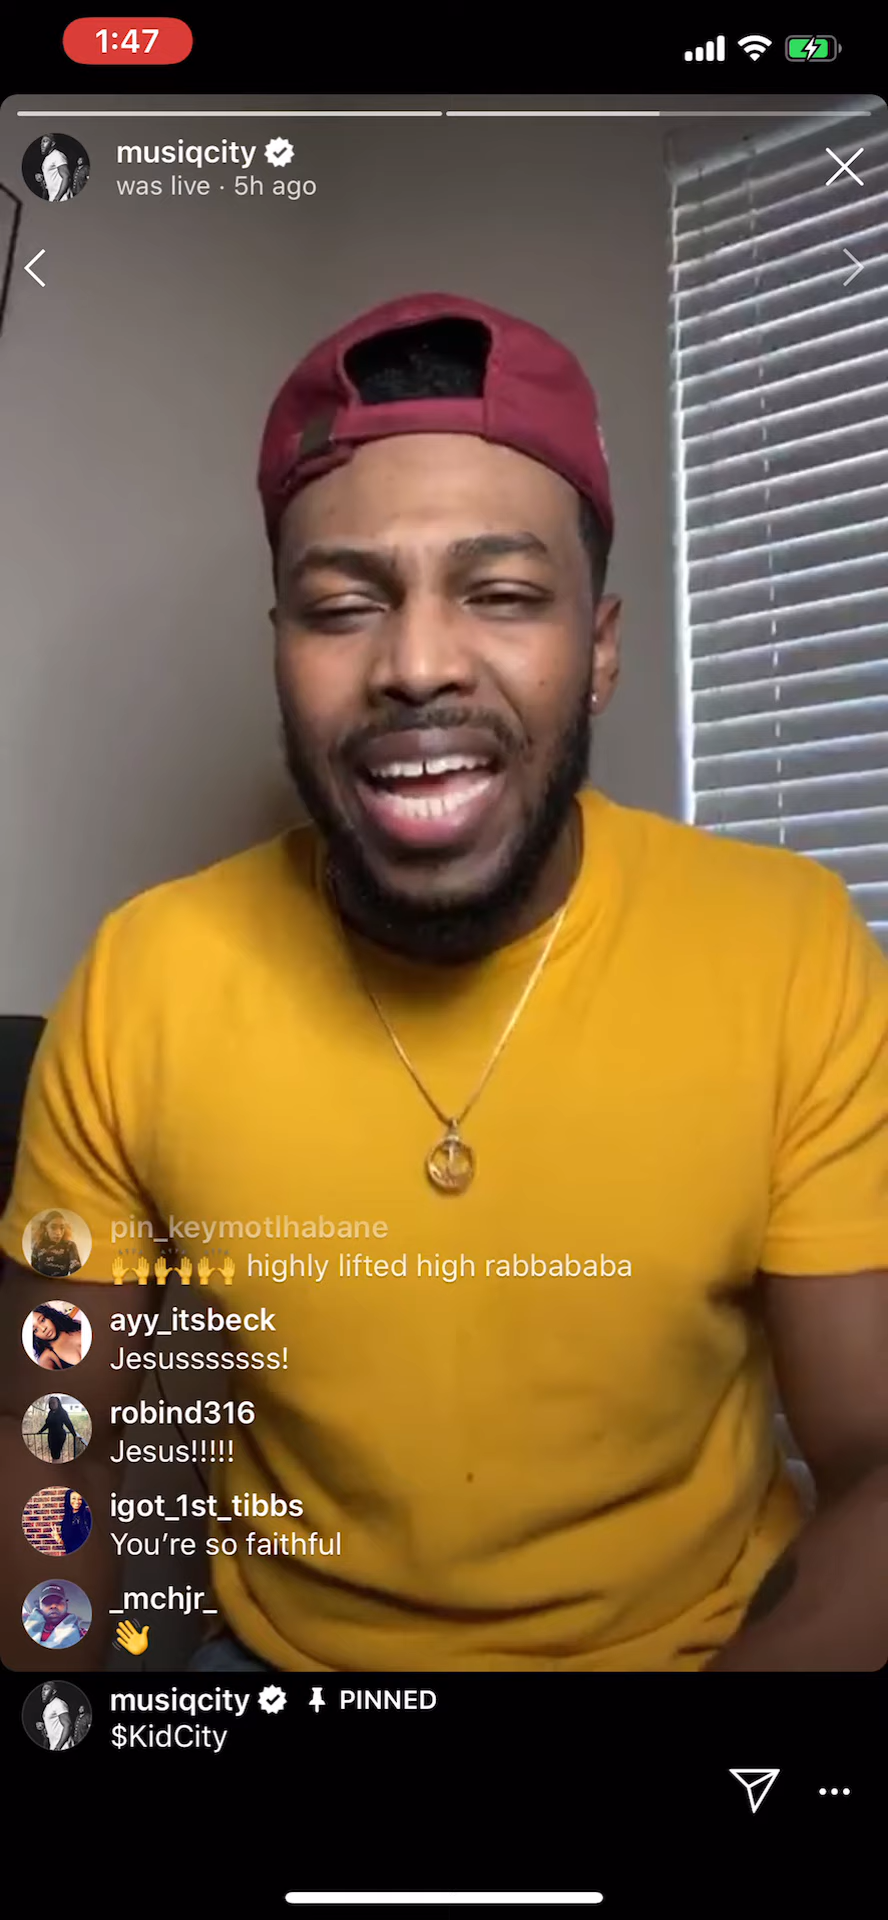 1:47
musiqcity
was live · 5h ago
pin_keymotlhabane
🙌🙌🙌 highly lifted high rabbababa
ayy_itsbeck
Jesusssssss!
robind316
Jesus!!!!!
igot_1st_tibbs
You’re so faithful
_mchjr_
👋
musiqcity PINNED
$KidCity